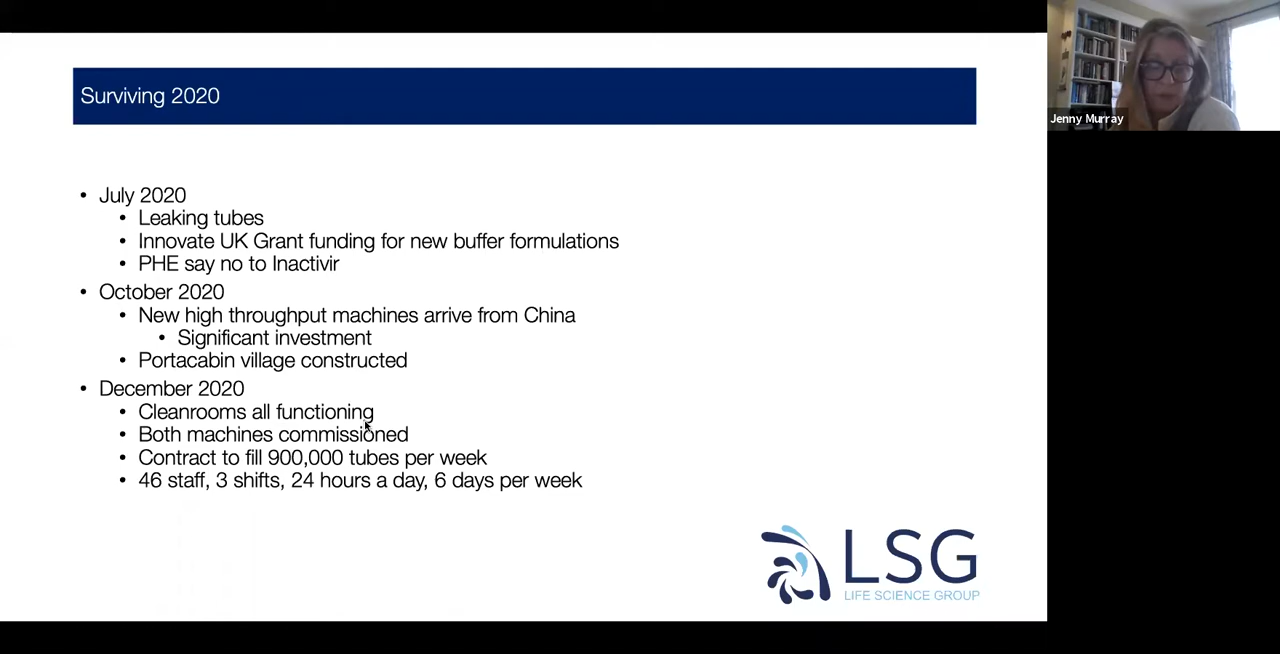 Surviving 2020
Jenny Murray
• July 2020
• Leaking tubes
• Innovate UK Grant funding for new buffer formulations
• PHE say no to Inactivir
• October 2020
• New high throughput machines arrive from China
• Significant investment
• Portacabin village constructed
• December 2020
• Cleanrooms all functioning
• Both machines commissioned
• Contract to fill 900,000 tubes per week
• 46 staff, 3 shifts, 24 hours a day, 6 days per week
LSG
LIFE SCIENCE GROUP